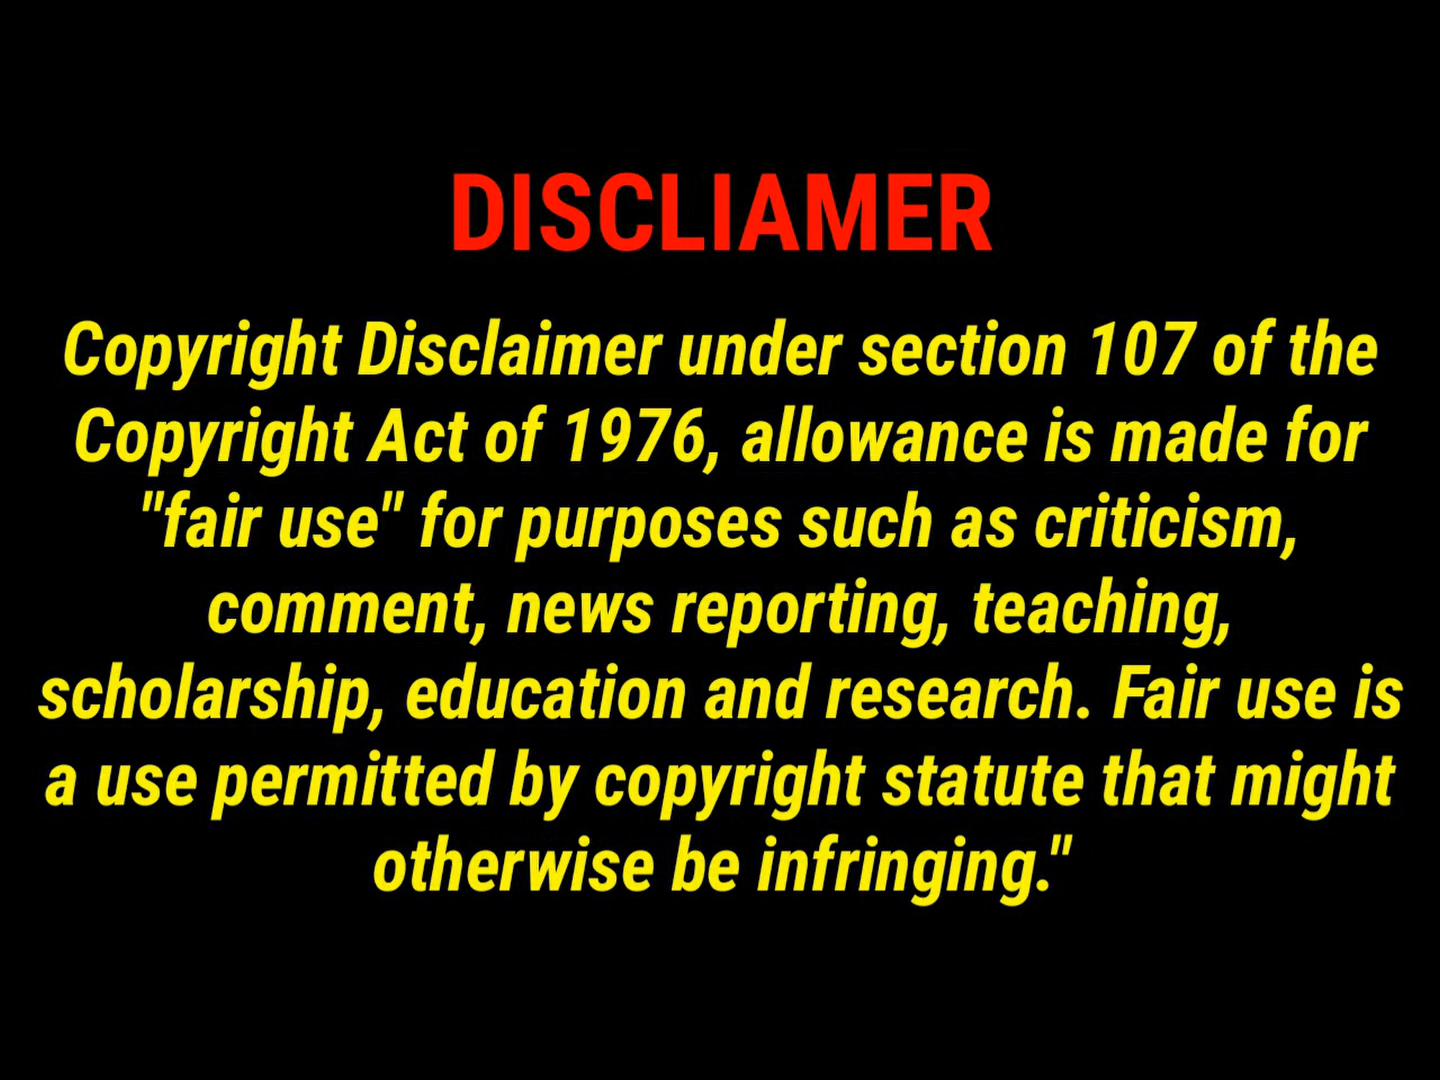 DISCLIAMER
Copyright Disclaimer under section 107 of the
Copyright Act of 1976, allowance is made for
"fair use" for purposes such as criticism,
comment, news reporting, teaching,
scholarship, education and research. Fair use is
a use permitted by copyright statute that might
otherwise be infringing."